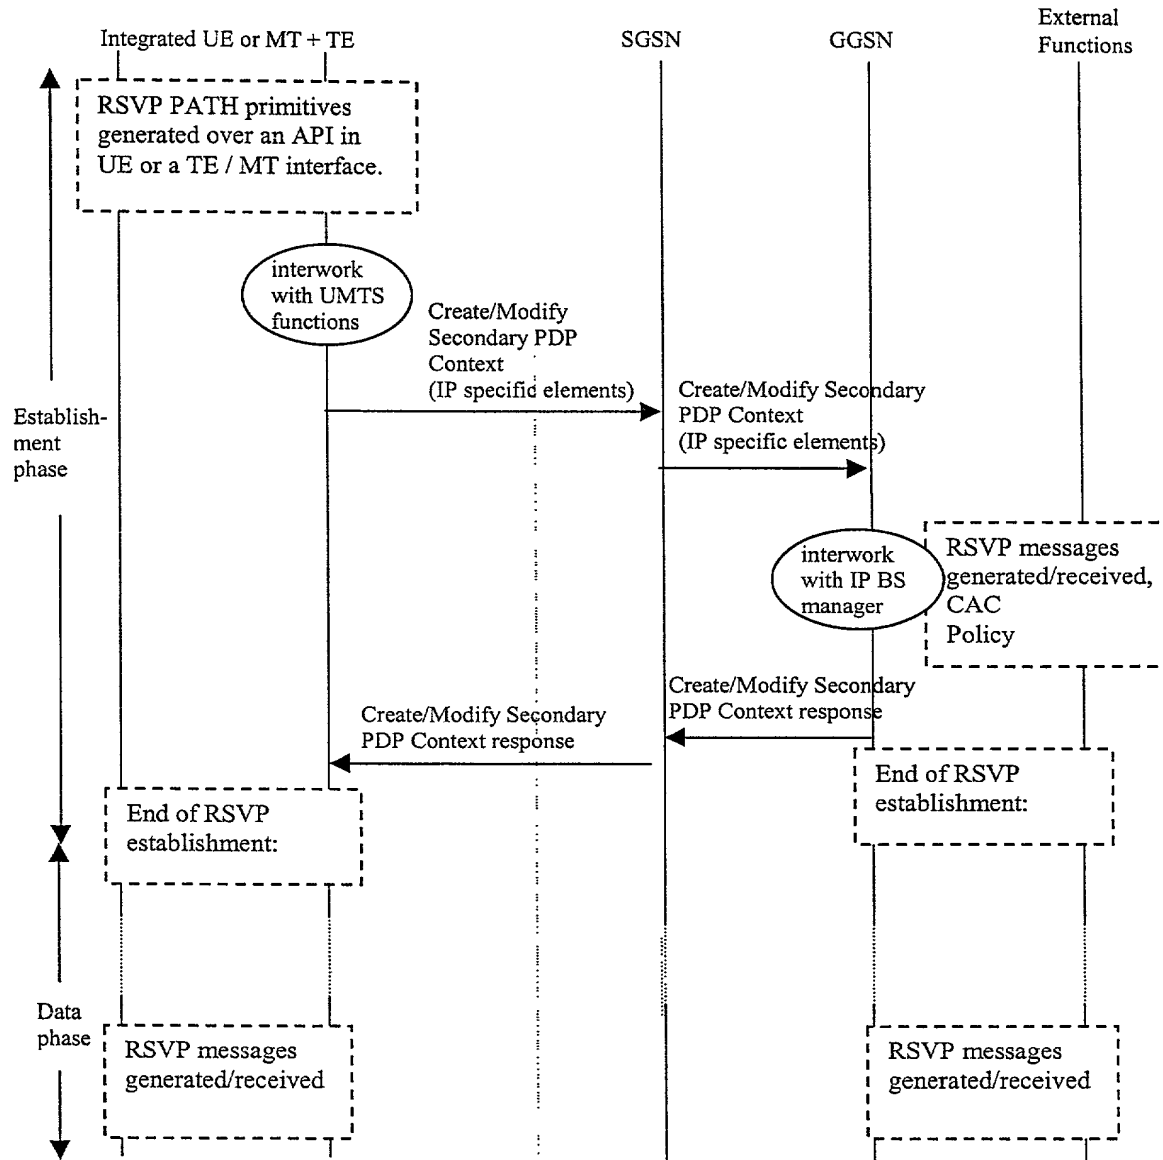 External
Functions
Integrated UE or MT + TE
SGSN
GGSN
RSVP PATH primitives
generated over an API in
UE or a TE / MT interface.
interwork
with UMTS
functions
Create/Modify
Secondary PDP
Context
(IP specific elements)
Create/Modify Secondary
PDP Context
(IP specific elements)
Establish-
ment
phase
interwork
with IP BS
manager
RSVP messages
generated/received,
CAC
Policy
Create/Modify Secondary
PDP Context response
Create/Modify Secondary
PDP Context response
End of RSVP
establishment:
End of RSVP
establishment:
Data
phase
RSVP messages
generated/received
RSVP messages
generated/received